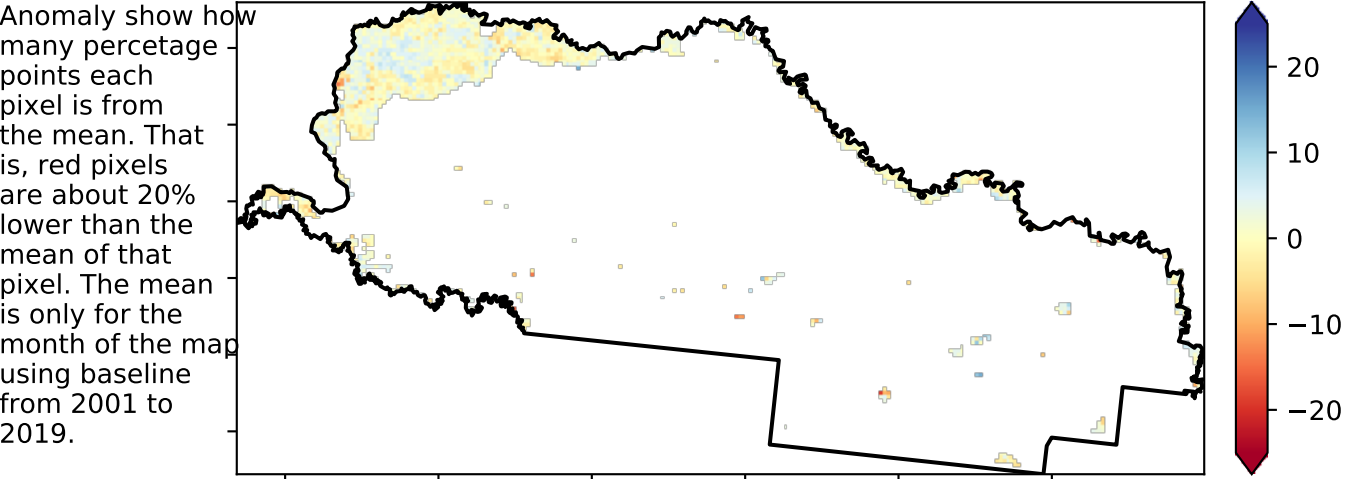 Anomaly show how
many percetage
points each
pixel is from
the mean. That
is, red pixels
are about 20%
lower than the
mean of that
pixel. The mean
is only for the
month of the map
using baseline
from 2001 to
2019.
20
10
0
−10
−20